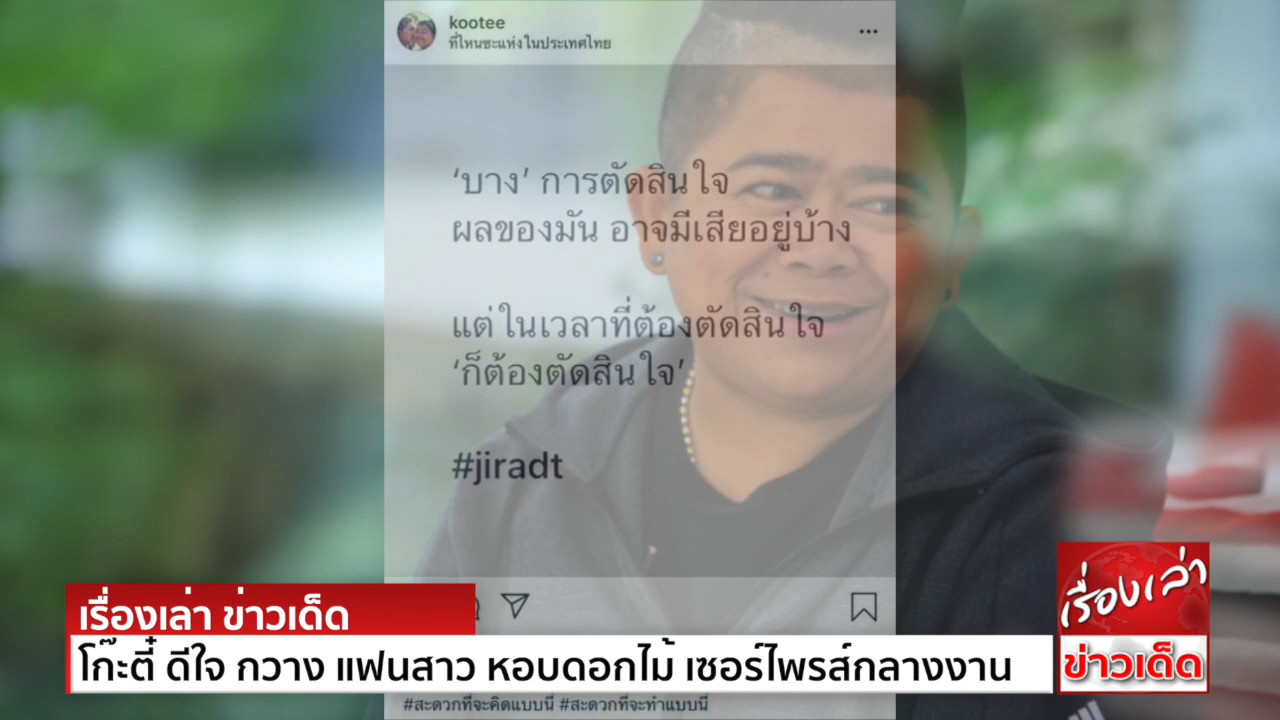 kootee
ที่ไหนซะแห่งในประเทศไทย
‘บาง’ การตัดสินใจ
ผลของมัน อาจมีเสียอยู่บ้าง
แต่ในเวลาที่ต้องตัดสินใจ
‘ก็ต้องตัดสินใจ’
#jiradt
เรื่องเล่า ข่าวเด็ด
โก๊ะตี๋ ดีใจ กวาง แฟนสาว หอบดอกไม้ เซอร์ไพรส์กลางงาน
เรื่องเล่า
ข่าวเด็ด
#สะดวกที่จะคิดแบบนี้ #สะดวกที่จะทำแบบนี้